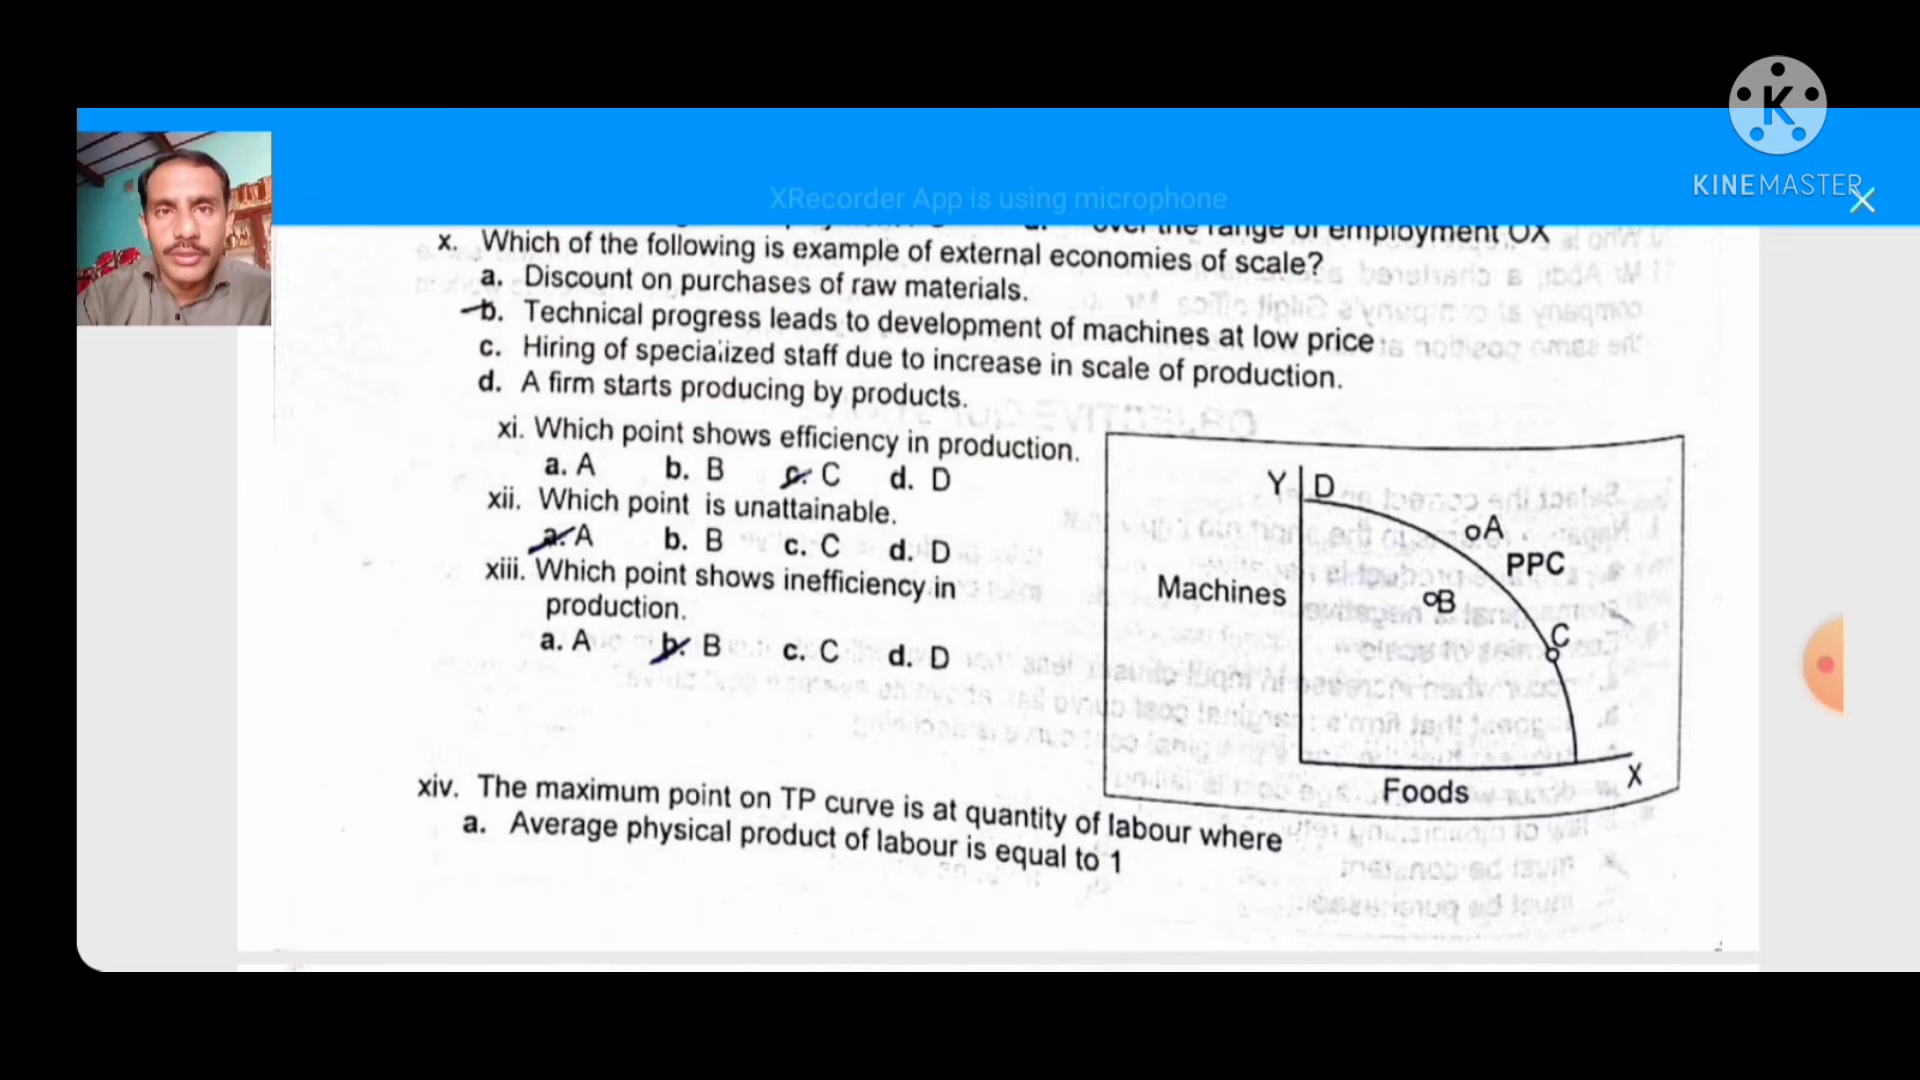 KINEMASTER
XRecorder App is using microphone
over the range of employment OX
x. Which of the following is example of external economies of scale?
a. Discount on purchases of raw materials.
b. Technical progress leads to development of machines at low price
c. Hiring of specialized staff due to increase in scale of production.
d. A firm starts producing by products.
xi. Which point shows efficiency in production.
a. A b. B c. C d. D
xii. Which point is unattainable.
a. A b. B c. C d. D
xiii. Which point shows inefficiency in
production.
a. A b. B c. C d. D
Y D
A
PPC
Machines
B
C
Foods
X
xiv. The maximum point on TP curve is at quantity of labour where
a. Average physical product of labour is equal to 1